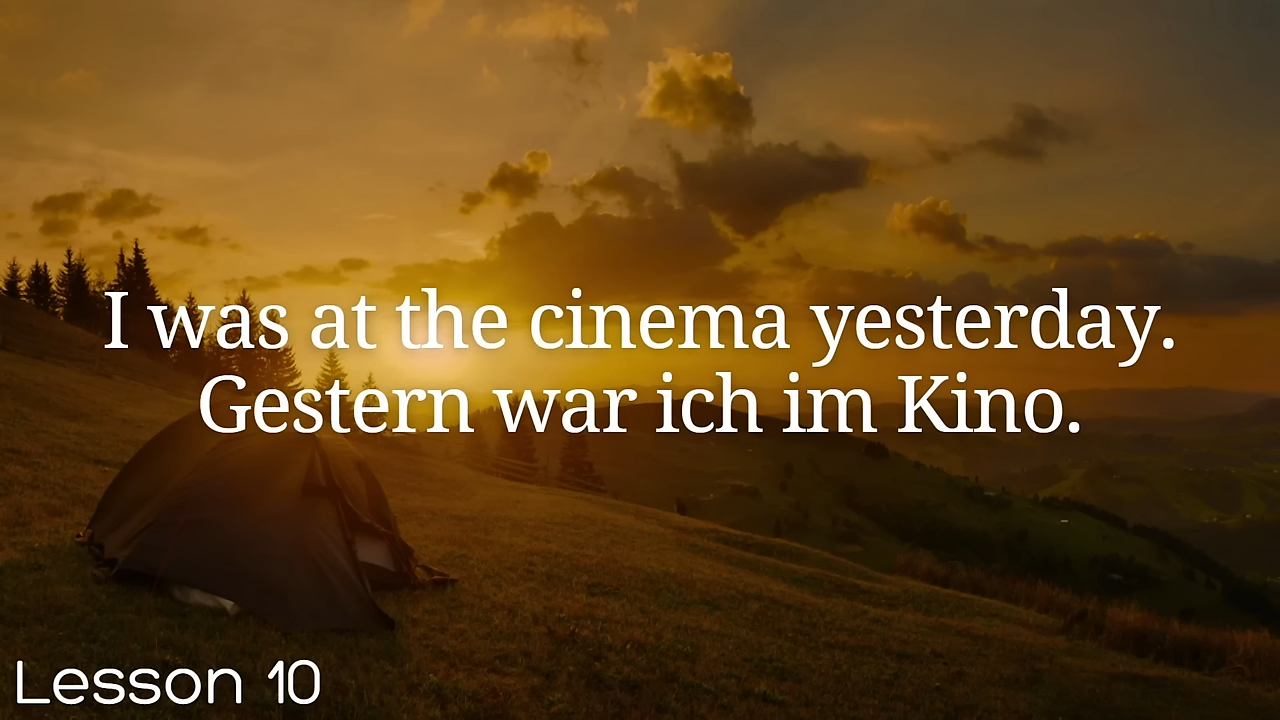 I was at the cinema yesterday.
Gestern war ich im Kino.
Lesson 10